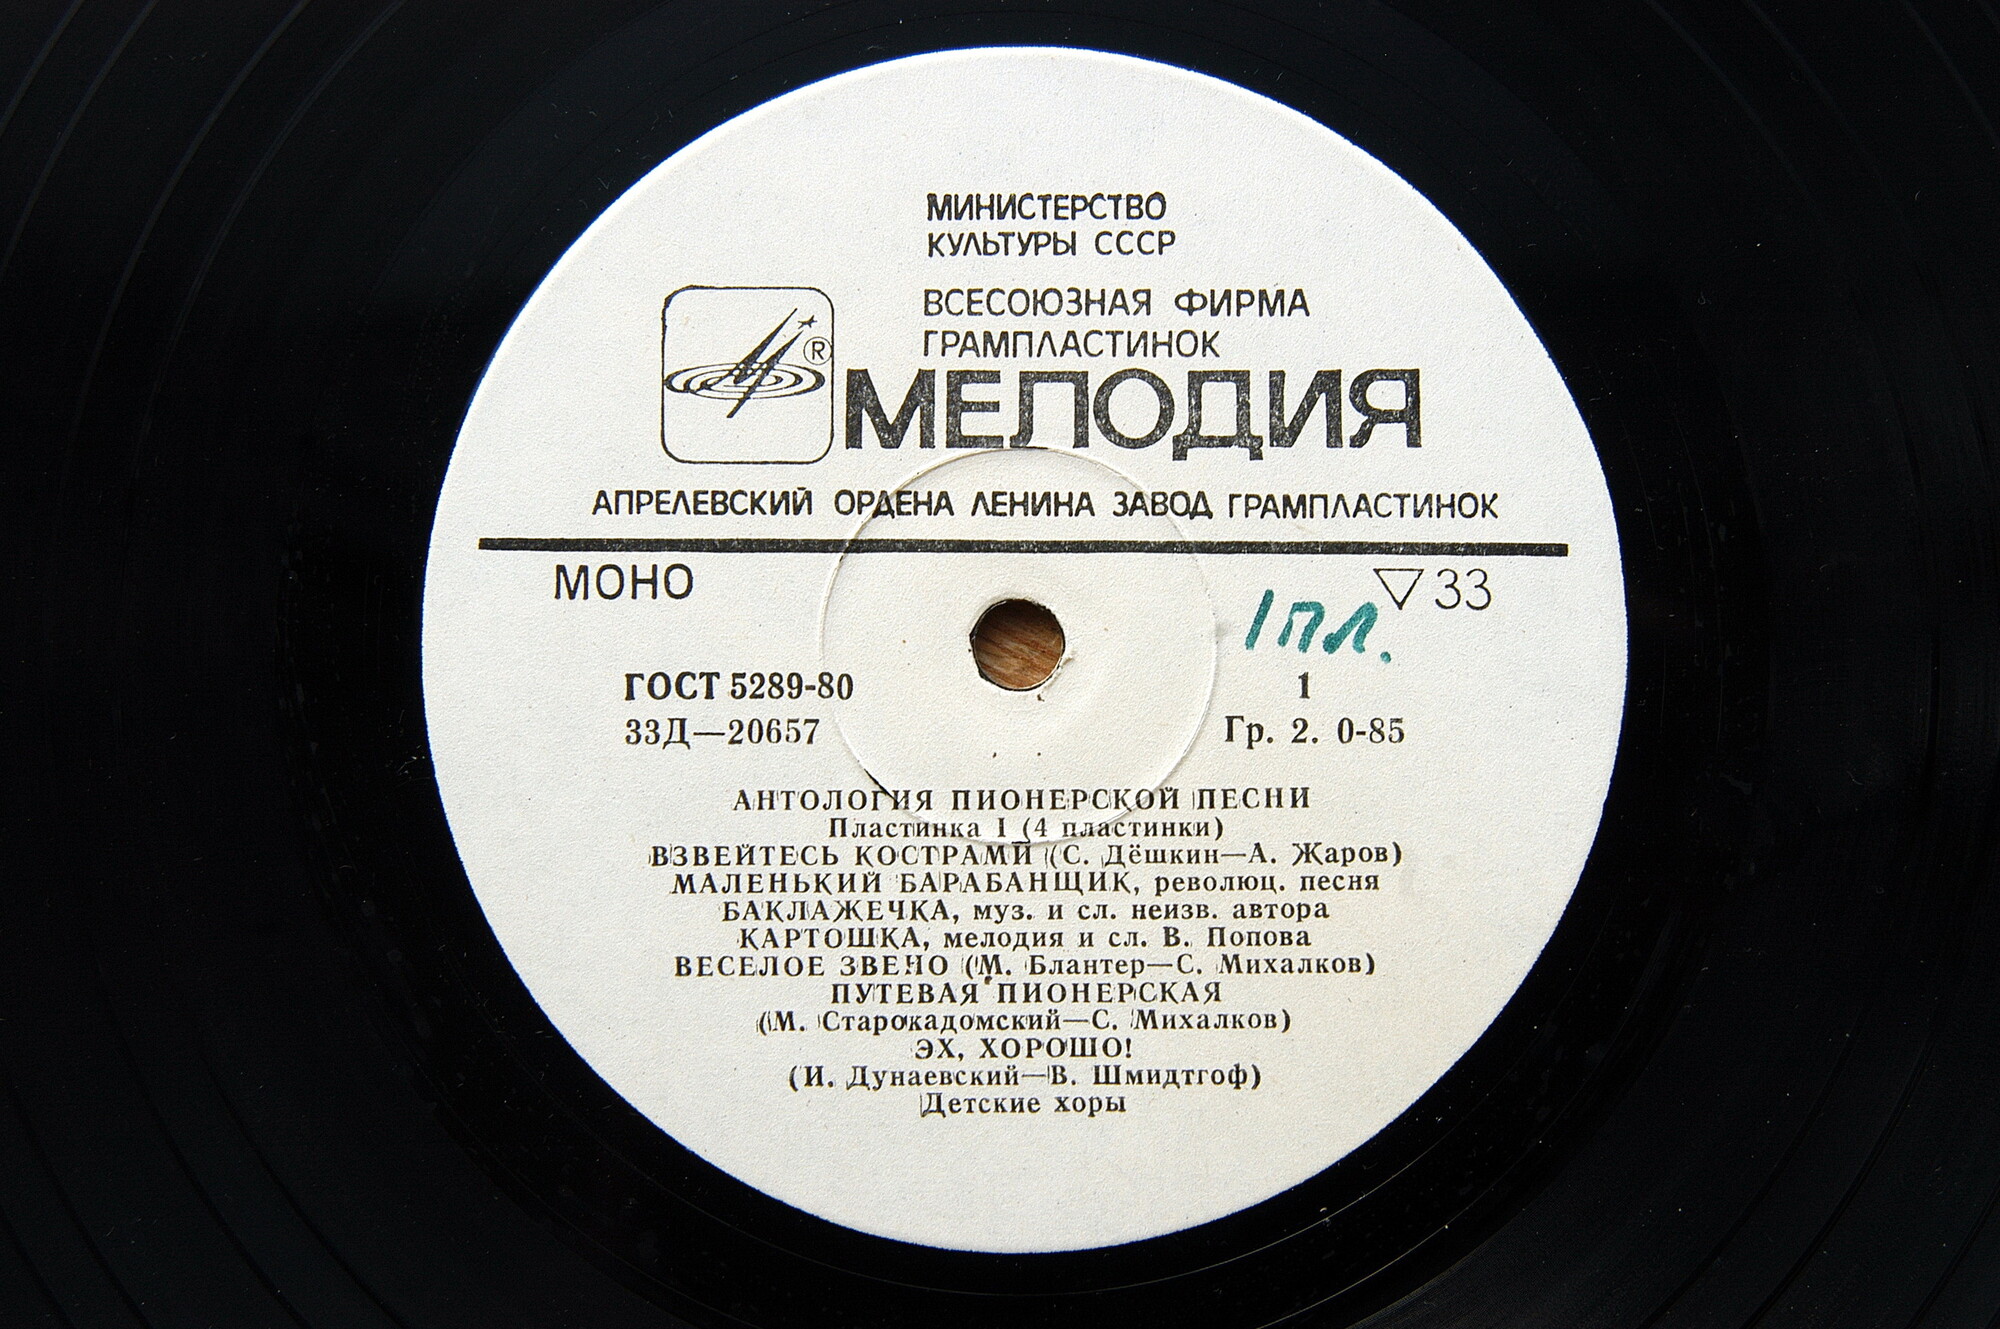 МИНИСТЕРСТВО
КУЛЬТУРЫ СССР
ВСЕСОЮЗНАЯ ФИРМА
ГРАМПЛАСТИНОК
®
МЕЛОДИЯ
АПРЕЛЕВСКИЙ ОРДЕНА ЛЕНИНА ЗАВОД ГРАМПЛАСТИНОК
МОНО
▽33
1пл.
ГОСТ 5289-80
1
33Д—20657
Гр. 2. 0-85
АНТОЛОГИЯ ПИОНЕРСКОЙ ПЕСНИ
Пластинка 1 (4 пластинки)
ВЗВЕЙТЕСЬ КОСТРАМИ (С. Дёшкин—А. Жаров)
МАЛЕНЬКИЙ БАРАБАНЩИК, революц. песня
БАКЛАЖЕЧКА, муз. и сл. неизв. автора
КАРТОШКА, мелодия и сл. В. Попова
ВЕСЕЛОЕ ЗВЕНО (М. Блантер—С. Михалков)
ПУТЕВАЯ ПИОНЕРСКАЯ
(М. Старокадомский—С. Михалков)
ЭХ, ХОРОШО!
(И. Дунаевский—В. Шмидтгоф)
Детские хоры